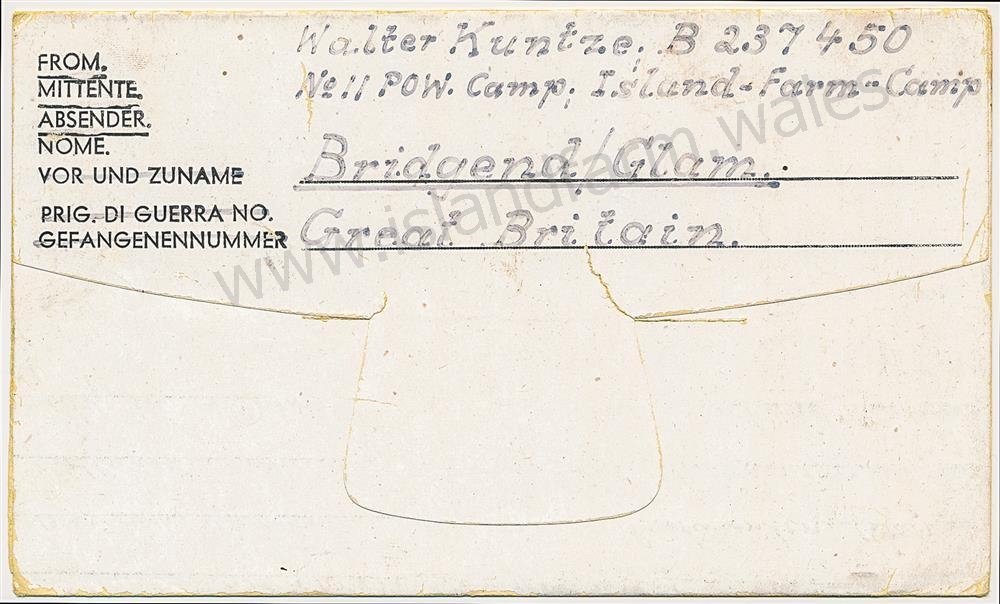 Walter Kuntze, B 237450
FROM.
MITTENTE.
No 11 POW. Camp, Island-Farm-Camp
ABSENDER.
NOME.
Bridgend/Glam.
VOR UND ZUNAME
PRIG. DI GUERRA NO.
GEFANGENENNUMMER
Great Britain.
www.islandfarm.wales